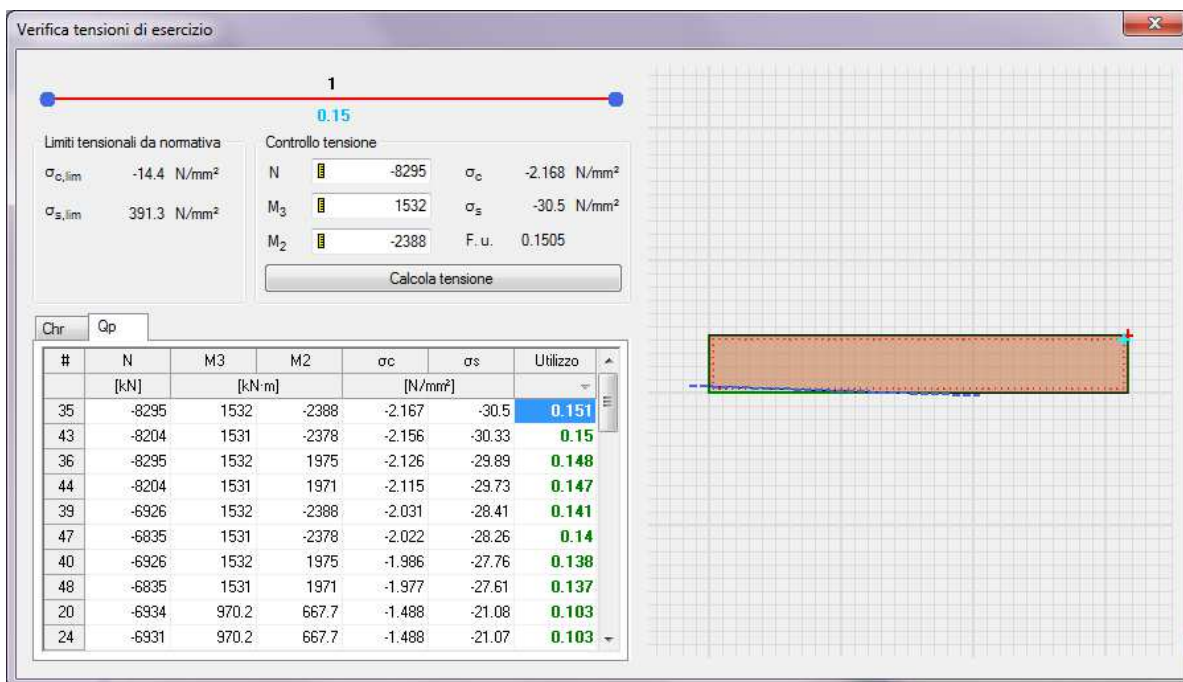 Verifica tensioni di esercizio
1
0.15
Limiti tensionali da normativa
σc,lim -14.4 N/mm²
σs,lim 391.3 N/mm²
Controllo tensione
N -8295 σc -2.168 N/mm²
M3 1532 σs -30.5 N/mm²
M2 -2388 F. u. 0.1505
Calcola tensione
Chr Qp
# N M3 M2 σc σs Utilizzo
[kN] [kN·m] [N/mm²]
35 -8295 1532 -2388 -2.167 -30.5 0.151
43 -8204 1531 -2378 -2.156 -30.33 0.15
36 -8295 1532 1975 -2.126 -29.89 0.148
44 -8204 1531 1971 -2.115 -29.73 0.147
39 -6926 1532 -2388 -2.031 -28.41 0.141
47 -6835 1531 -2378 -2.022 -28.26 0.14
40 -6926 1532 1975 -1.986 -27.76 0.138
48 -6835 1531 1971 -1.977 -27.61 0.137
20 -6934 970.2 667.7 -1.488 -21.08 0.103
24 -6931 970.2 667.7 -1.488 -21.07 0.103